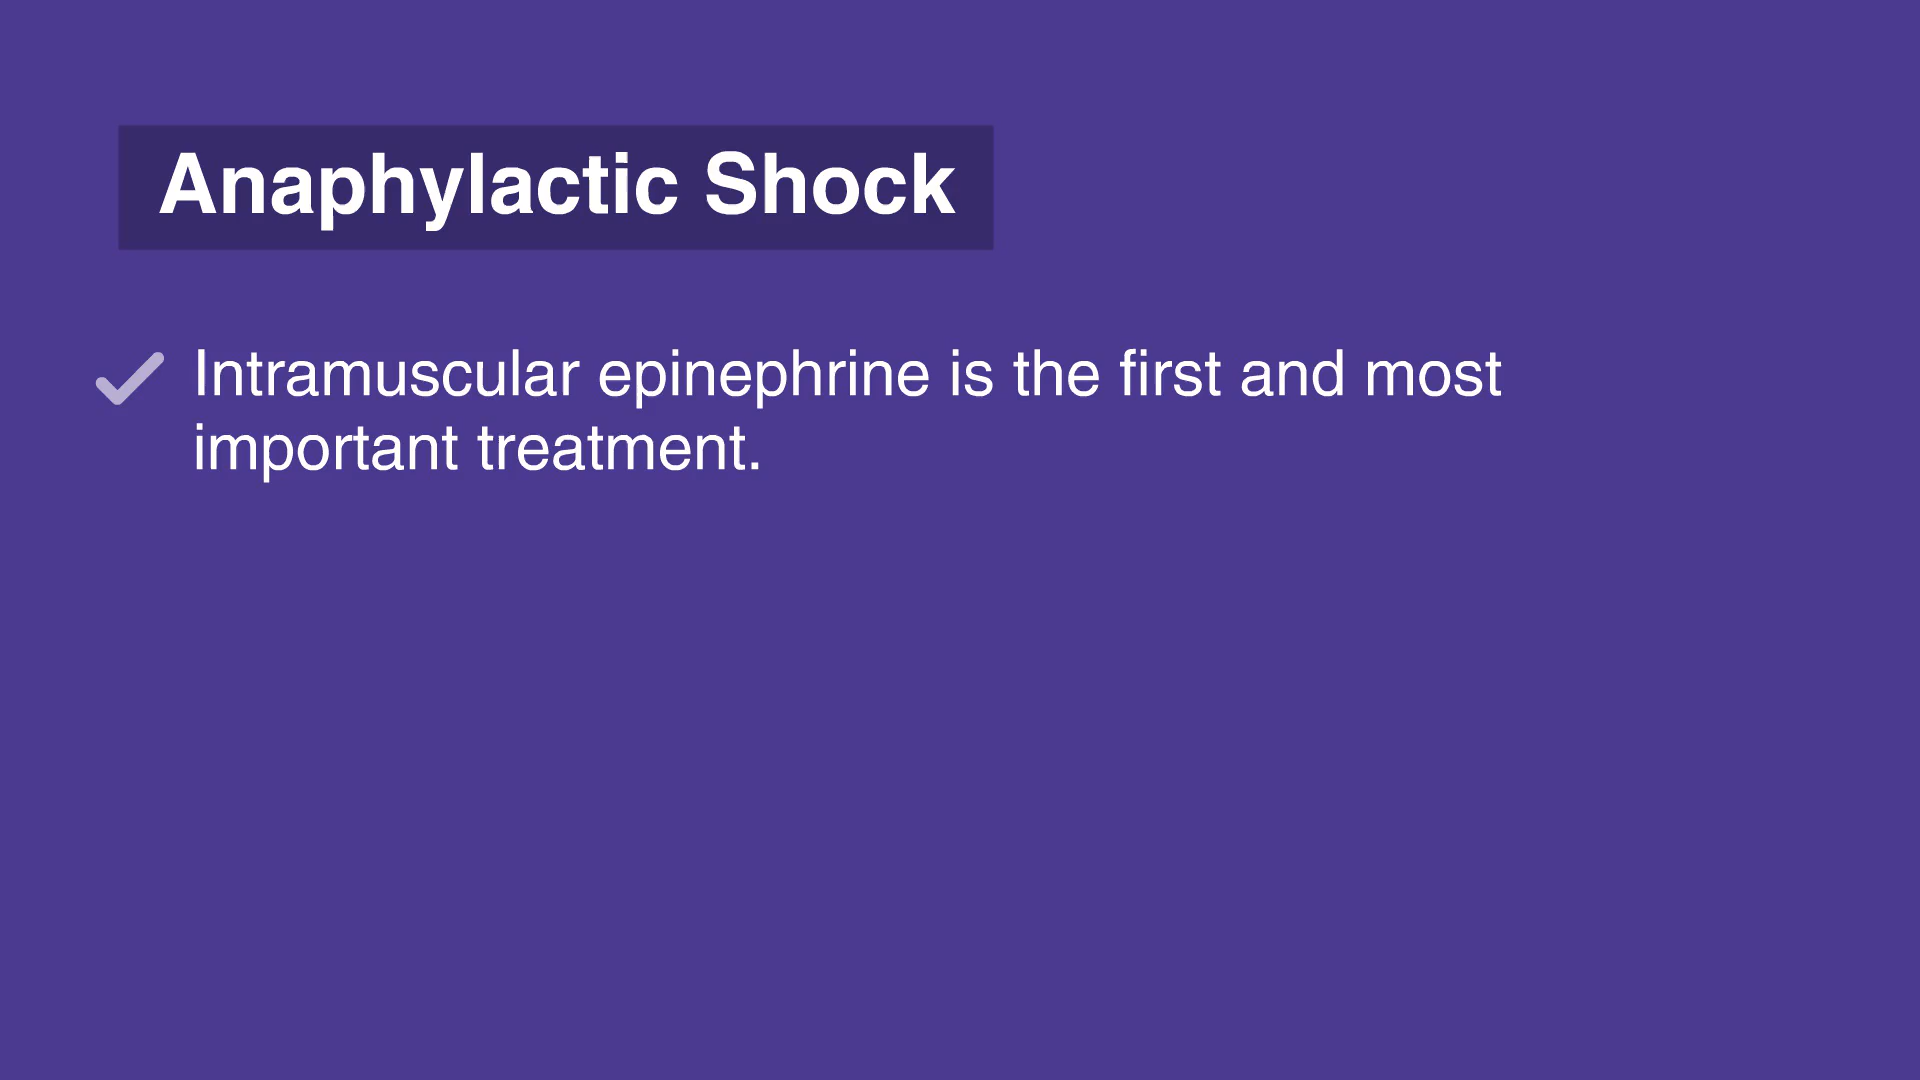 Anaphylactic Shock
Intramuscular epinephrine is the first and most
important treatment.